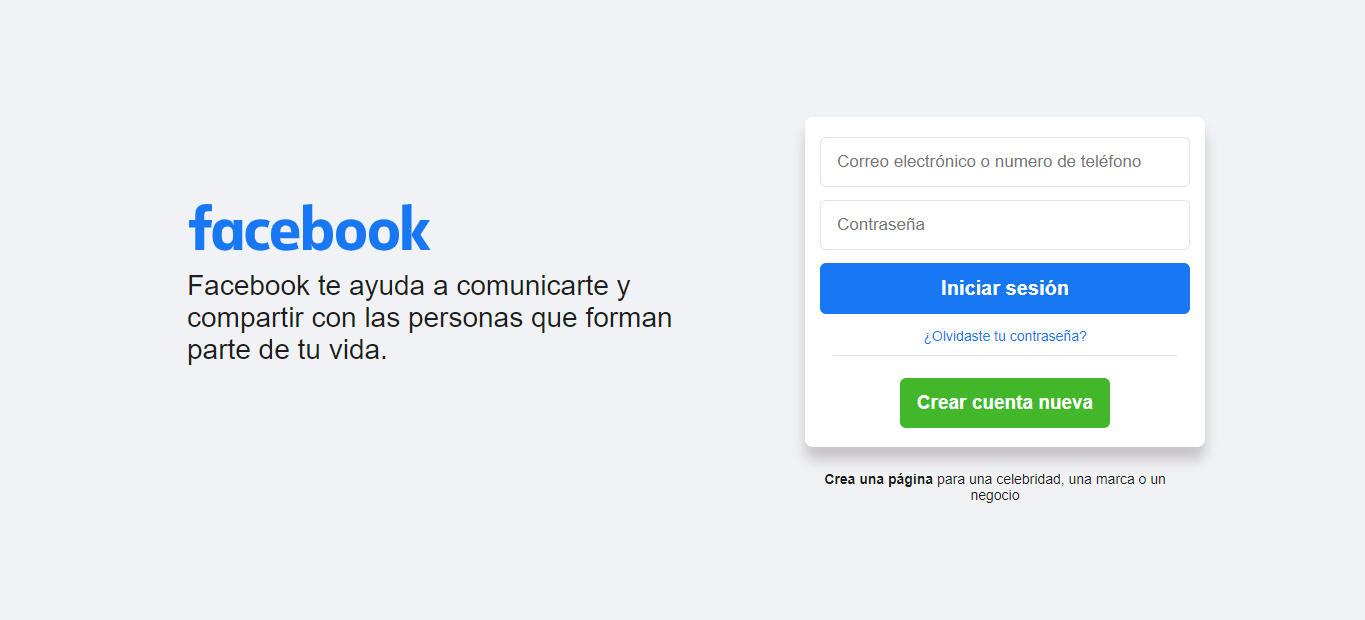 facebook
Facebook te ayuda a comunicarte y
compartir con las personas que forman
parte de tu vida.
Correo electrónico o numero de teléfono
Contraseña
Iniciar sesión
¿Olvidaste tu contraseña?
Crear cuenta nueva
Crea una página para una celebridad, una marca o un
negocio